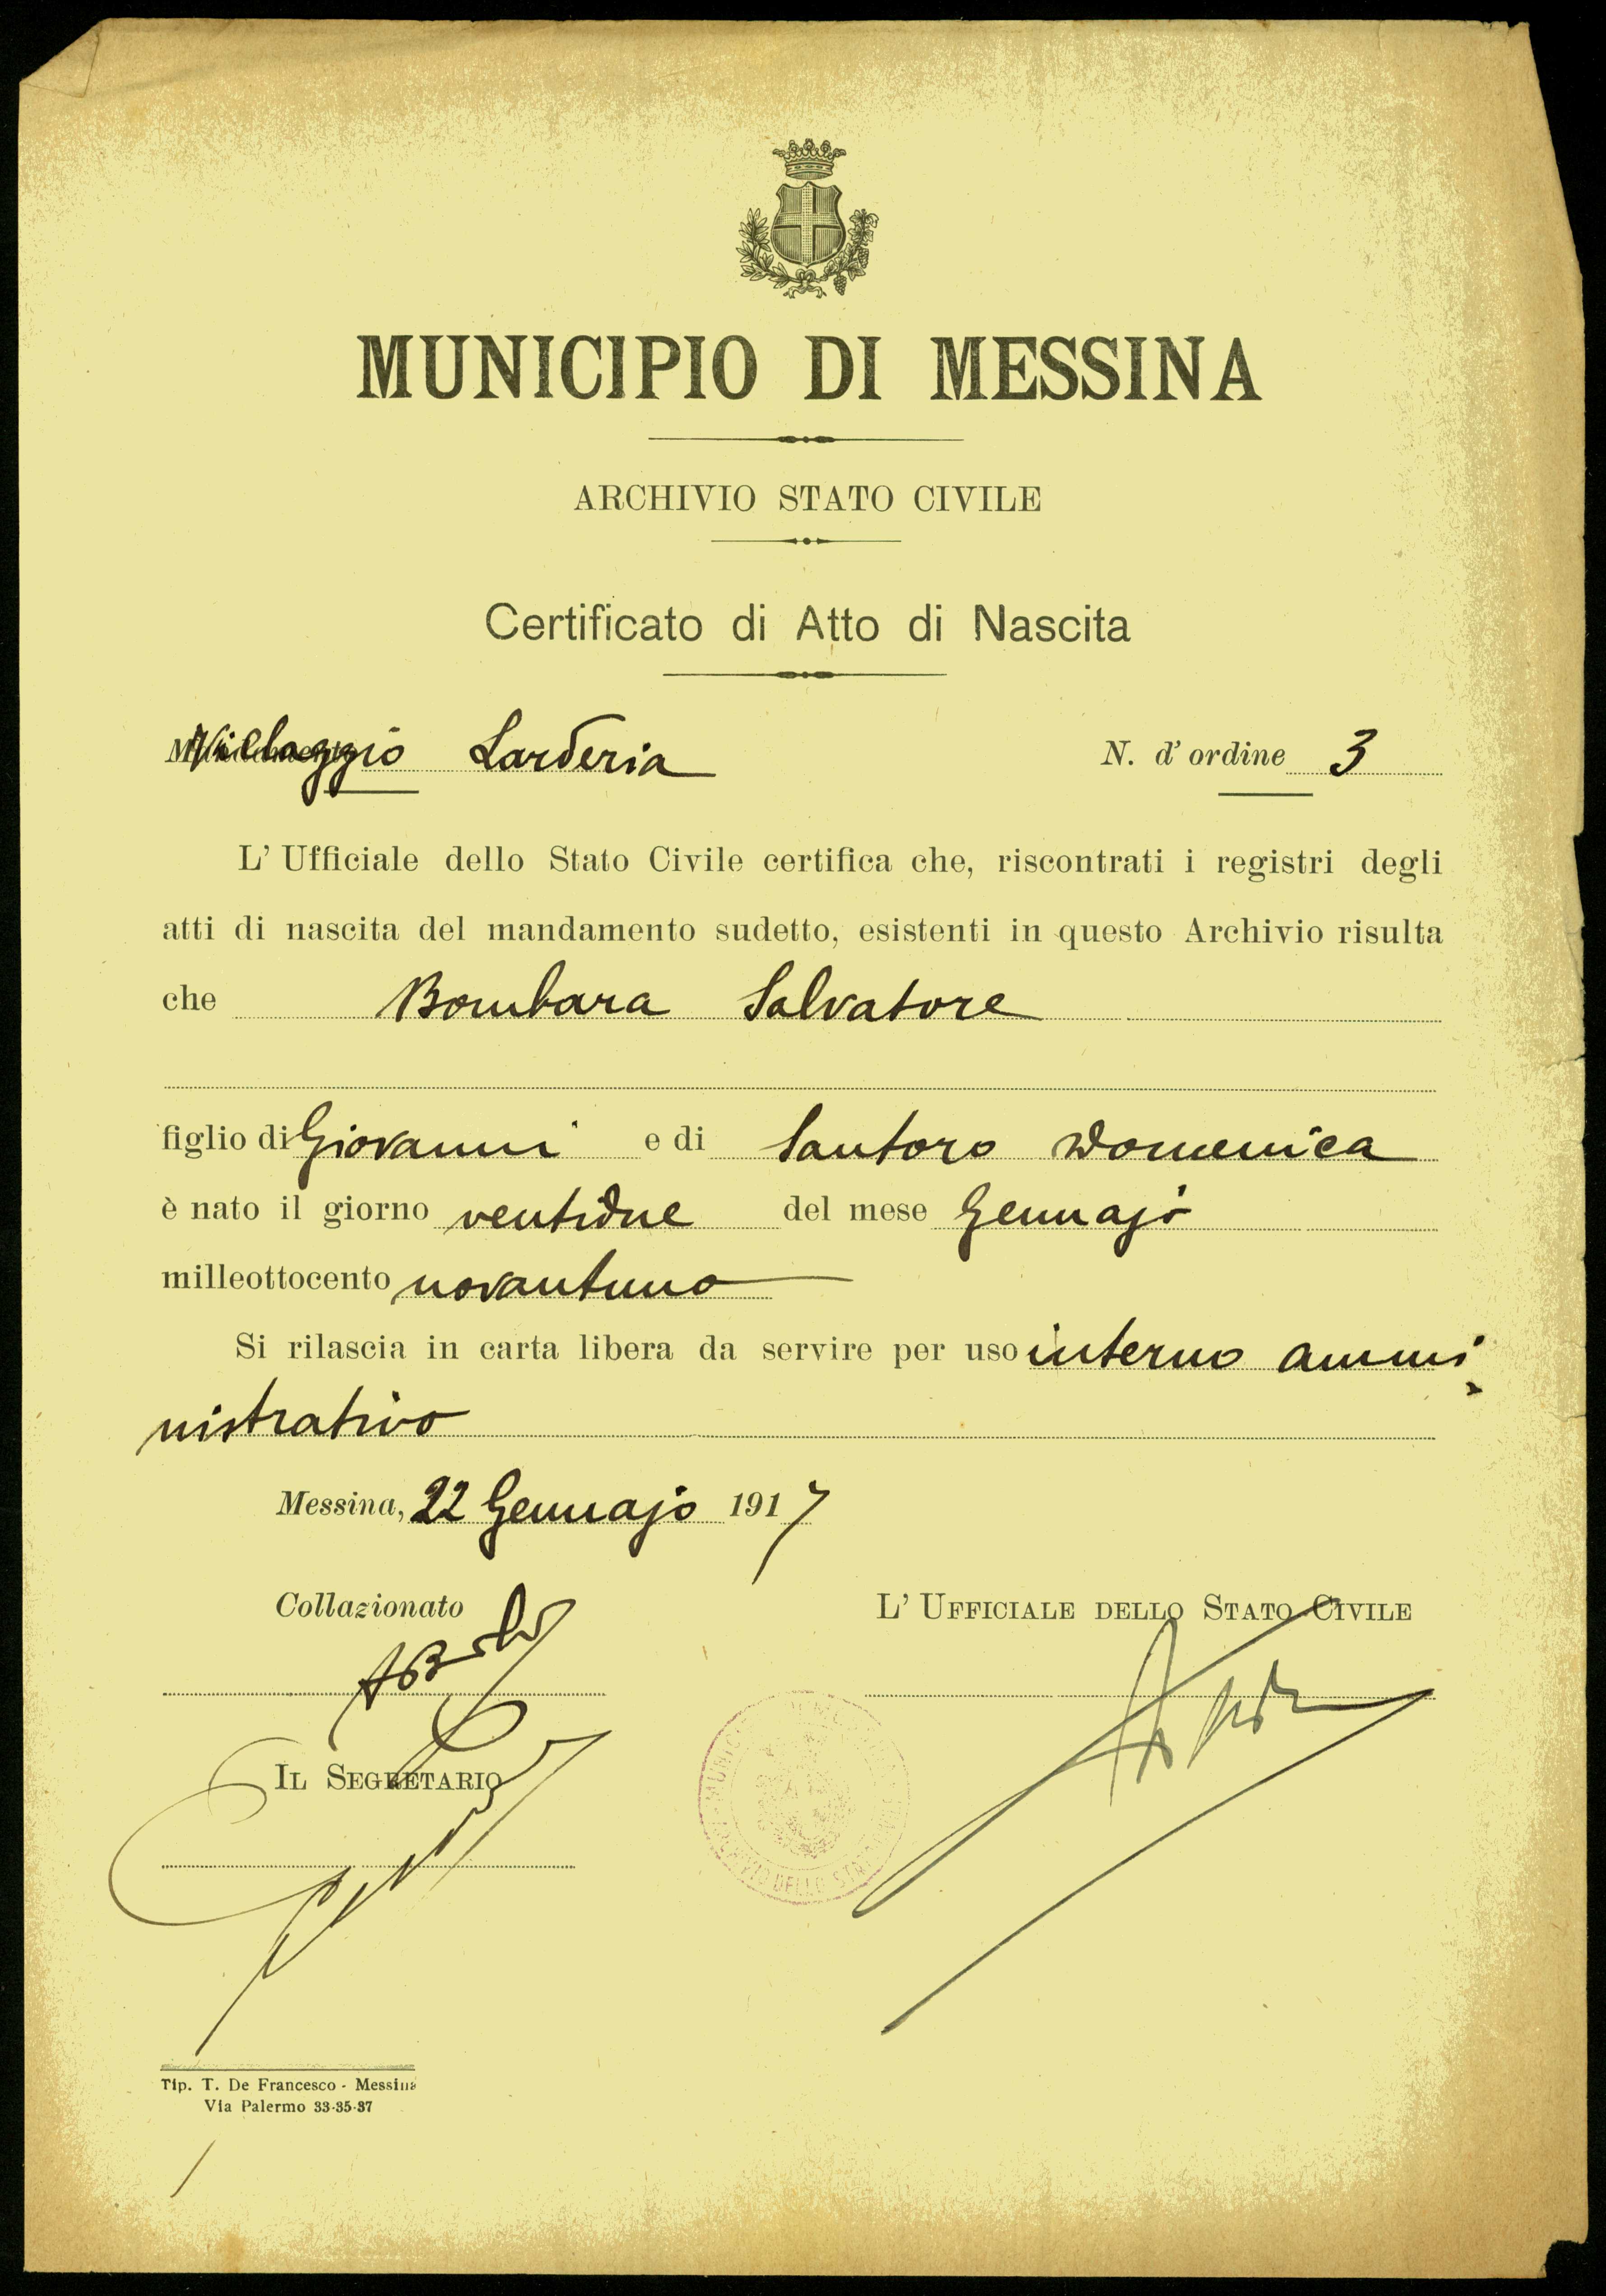 MUNICIPIO DI MESSINA
ARCHIVIO STATO CIVILE
Certificato di Atto di Nascita
Villaggio Larderia N. d'ordine 3
L'Ufficiale dello Stato Civile certifica che, riscontrati i registri degli
atti di nascita del mandamento sudetto, esistenti in questo Archivio risulta
che Bombara Salvatore
figlio di Giovanni e di Santoro Domenica
è nato il giorno ventidue del mese Gennajo
milleottocento novantuno
Si rilascia in carta libera da servire per uso interno ammi
nistrativo
Messina, 22 Gennajo 1917
Collazionato L'UFFICIALE DELLO STATO CIVILE
IL SEGRETARIO
DELLO
Tip. T. De Francesco - Messina
Via Palermo 33-35-37